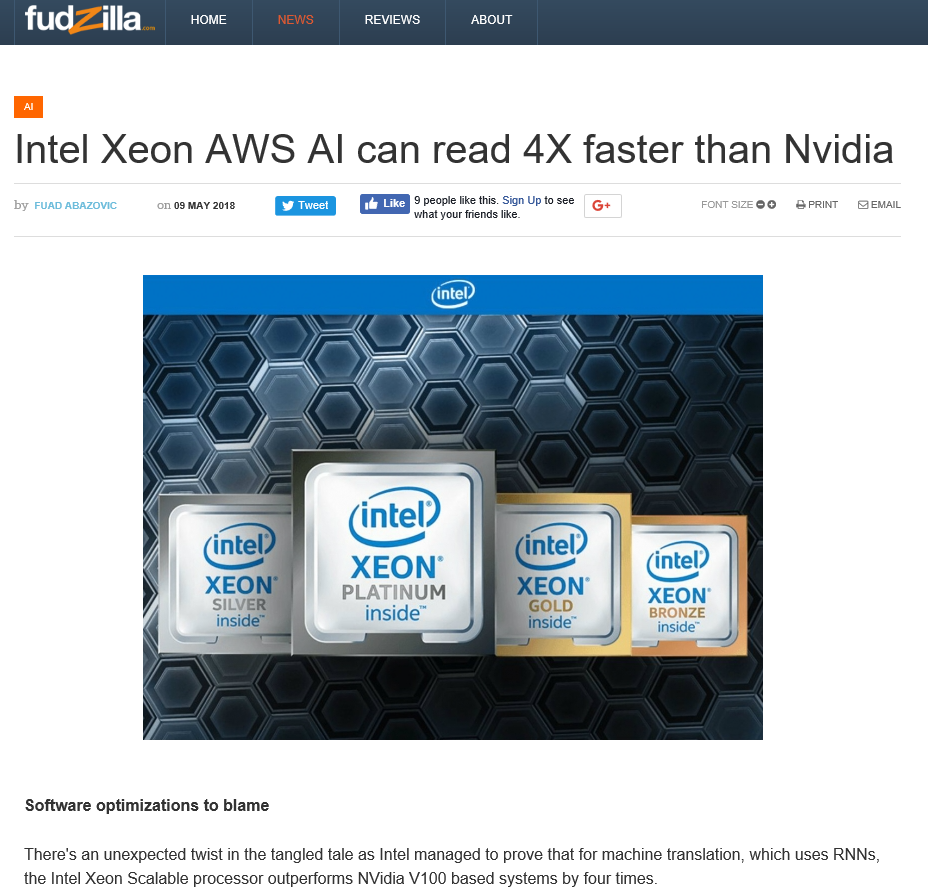 fudZilla.com
HOME
NEWS
REVIEWS
ABOUT
AI
Intel Xeon AWS AI can read 4X faster than Nvidia
by FUAD ABAZOVIC
on 09 MAY 2018
Tweet
Like
9 people like this. Sign Up to see
what your friends like.
G+
FONT SIZE
PRINT
EMAIL
intel
intel®
XEON®
SILVER
inside™
intel®
XEON®
PLATINUM
inside™
intel®
XEON®
GOLD
inside™
intel®
XEON®
BRONZE
inside™
Software optimizations to blame
There's an unexpected twist in the tangled tale as Intel managed to prove that for machine translation, which uses RNNs,
the Intel Xeon Scalable processor outperforms NVidia V100 based systems by four times.